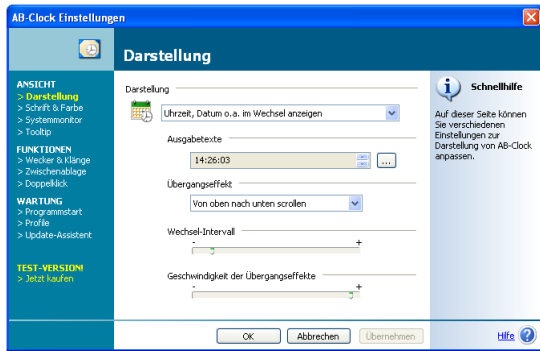 AB-Clock Einstellungen
Darstellung
ANSICHT
> Darstellung
> Schrift & Farbe
> Systemmonitor
> Tooltip
FUNKTIONEN
> Wecker & Klänge
> Zwischenablage
> Doppelklick
WARTUNG
> Programmstart
> Profile
> Update-Assistent
TEST-VERSION!
> Jetzt kaufen
Darstellung
Uhrzeit, Datum o.a. im Wechsel anzeigen
Ausgabetexte
14:26:03
...
Übergangseffekt
Von oben nach unten scrollen
Wechsel-Intervall
- +
Geschwindigkeit der Übergangseffekte
- +
Schnellhilfe
Auf dieser Seite können
Sie verschiedenen
Einstellungen zur
Darstellung von AB-Clock
anpassen.
OK
Abbrechen
Übernehmen
Hilfe